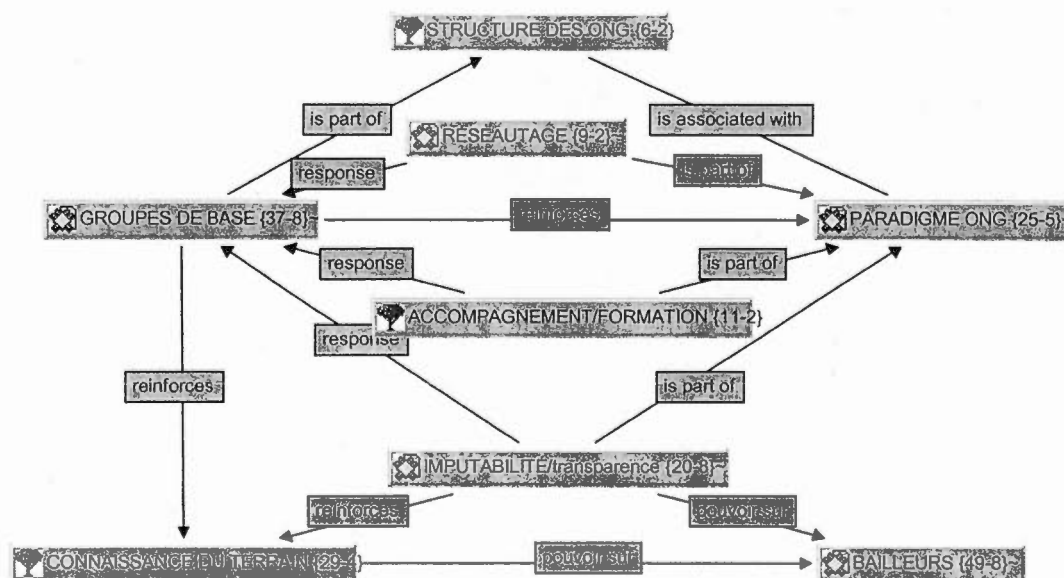 STRUCTURE DES ONG {6-2}
is part of
is associated with
RESEAUTAGE {9-2}
response
is part of
GROUPES DE BASE {37-8}~
reinforces
PARADIGME ONG {25-5}~
response
is part of
ACCOMPAGNEMENT/FORMATION {11-2}
response
reinforces
is part of
IMPUTABILITE/transparence {20-8}~
reinforces
pouvoir sur
CONNAISSANCE DU TERRAIN
pouvoir sur
BAILLEURS {49-8}~